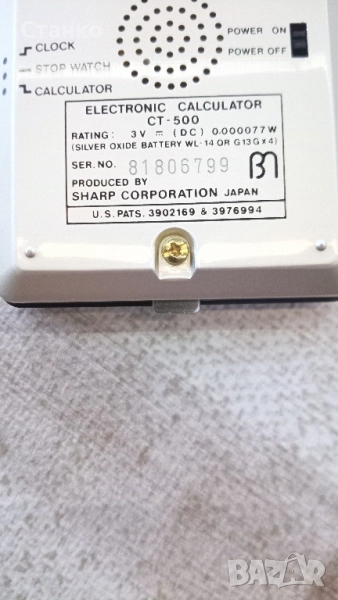 Станко
POWER ON
POWER OFF
CLOCK
STOP WATCH
CALCULATOR
ELECTRONIC CALCULATOR
CT-500
RATING: 3V ⎓ (DC) 0.000077W
(SILVER OXIDE BATTERY WL-14 OR G13G x 4)
SER. NO. 81806799
PRODUCED BY
SHARP CORPORATION JAPAN
U.S. PATS. 3902169 & 3976994
BAZAR